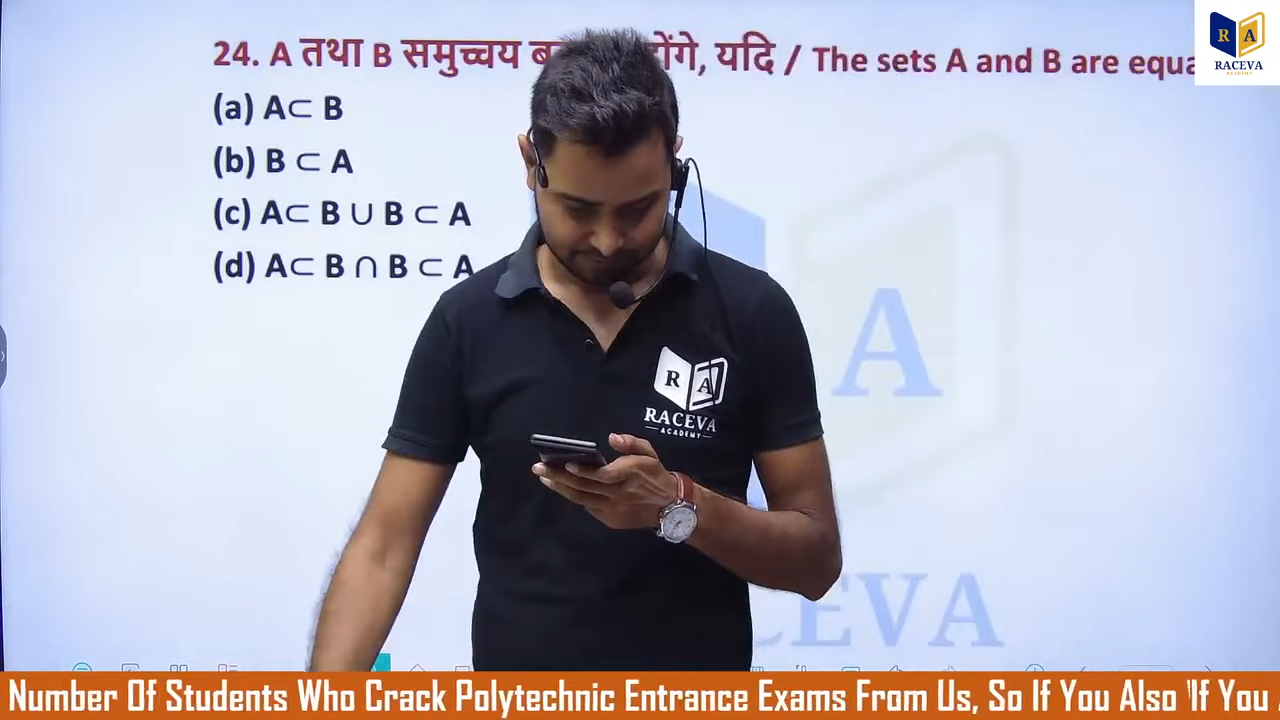 24. A तथा B समुच्चय होंगे, यदि / The sets A and B are
(a) A⊂ B
(b) B ⊂ A
(c) A⊂ B ∪ B ⊂ A
(d) A⊂ B ∩ B ⊂ A
R A
RACEVA
ACADEMY
A
R A
RACEVA
ACADEMY
EVA
Number Of Students Who Crack Polytechnic Entrance Exams From Us, So If You Also If You